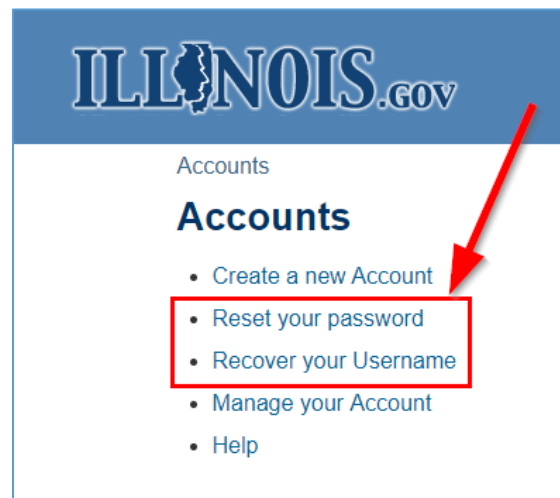 ILLINOIS.GOV
Accounts
Accounts
Create a new Account
Reset your password
Recover your Username
Manage your Account
Help